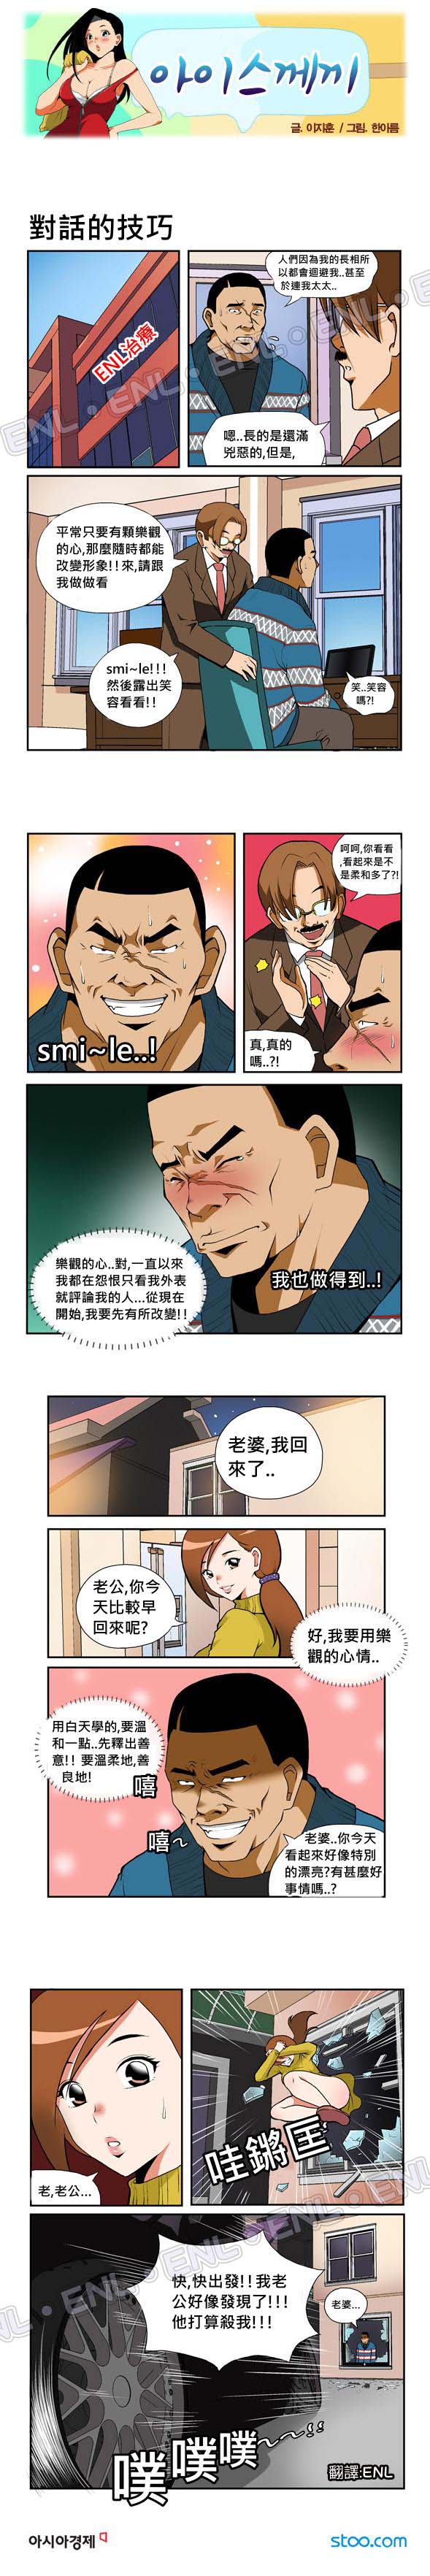 아이스께끼
글. 이지훈 / 그림. 한아름
對話的技巧
ENL治療
人們因為我的長相所
以都會迴避我..甚至
於連我太太..
嗯..長的是還滿
兇惡的,但是,
平常只要有顆樂觀
的心,那麼隨時都能
改變形象!!來,請跟
我做做看
smi~le!!!
然後露出笑
容看看!!
笑..笑容
嗎?!
smi~le..!
呵呵,你看看
,看起來是不
是柔和多了?!
真,真的
嗎..?!
樂觀的心..對,一直以來
我都在怨恨只看我外表
就評論我的人...從現在
開始,我要先有所改變!!
我也做得到..!
老婆,我回
來了..
老公,你今
天比較早
回來呢?
好,我要用樂
觀的心情..
用白天學的,要溫
和一點..先釋出善
意!! 要溫柔地,善
良地!
嘻
嘻~
老婆..你今天
看起來好像特別
的漂亮?有甚麼好
事情嗎..?
老,老公...
哇鏘匡
快,快出發!!我老
公好像發現了!!!
他打算殺我!!!
老婆...
噗 噗噗~~!!
翻譯:ENL
ENL·ENL·ENL·ENL
ENL·ENL·ENL·ENL
아시아경제
stoo.com